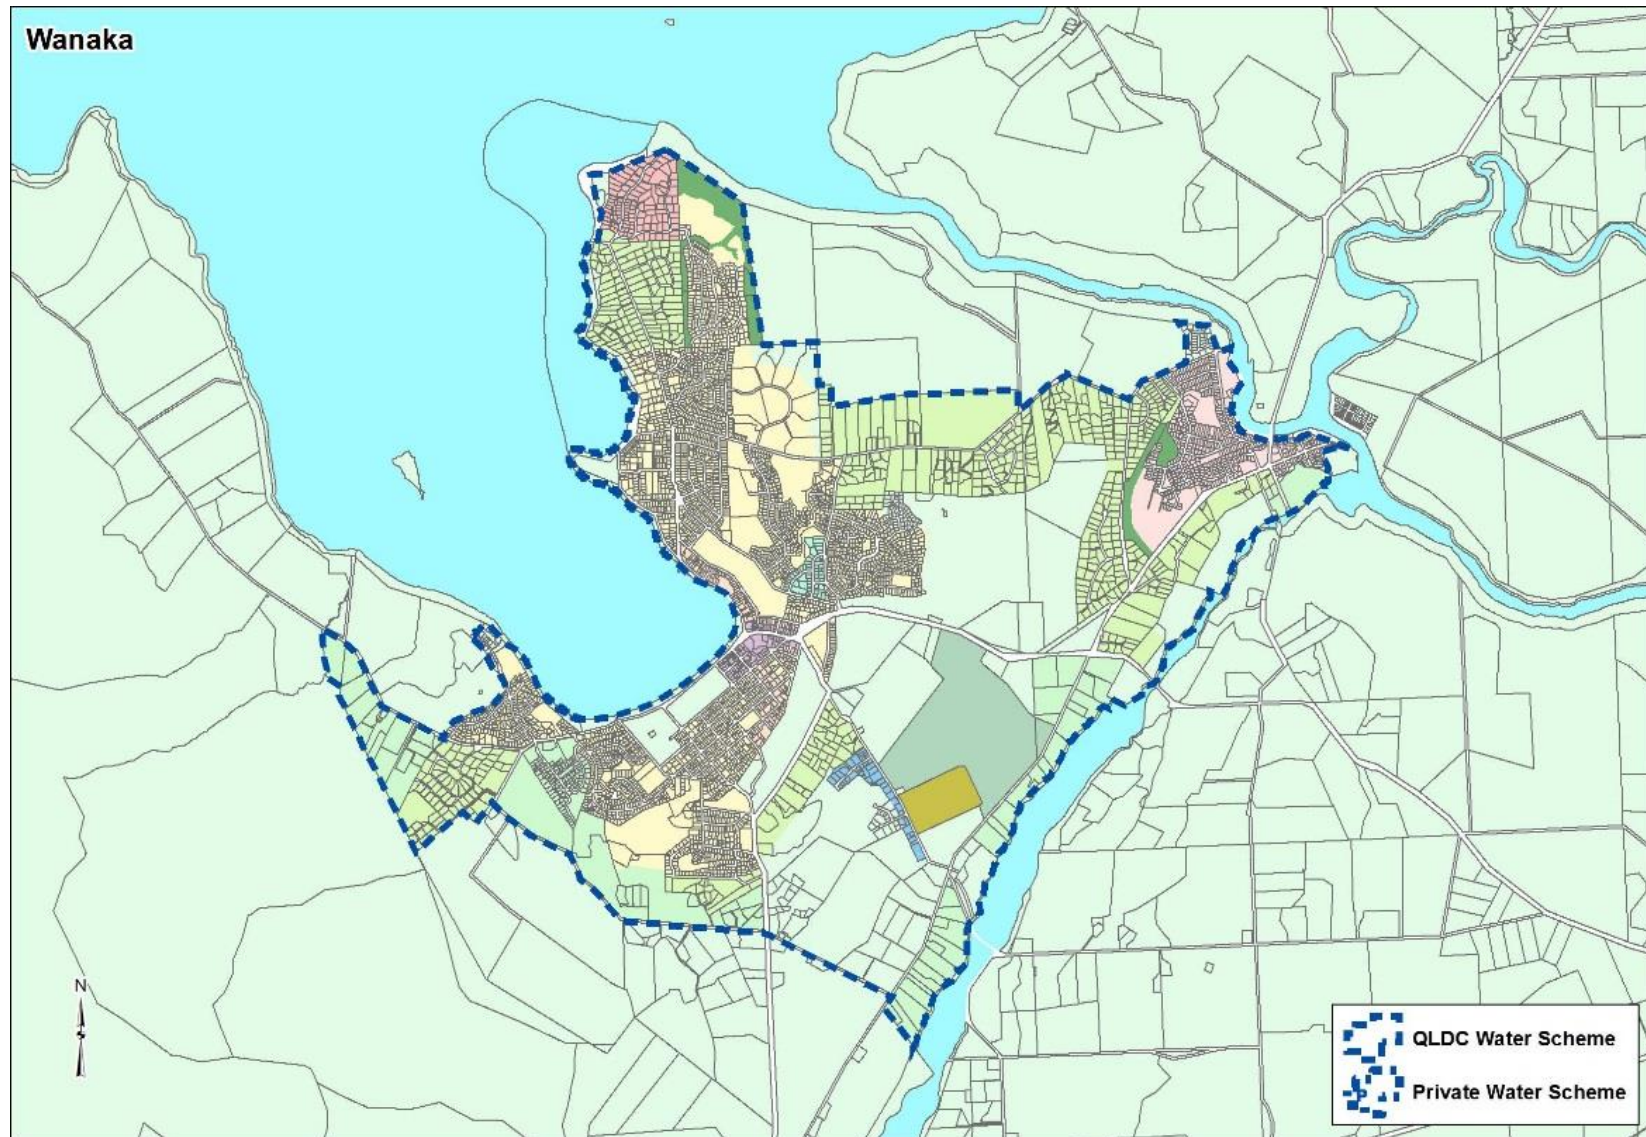 Wanaka
N
QLDC Water Scheme
P
Private Water Scheme